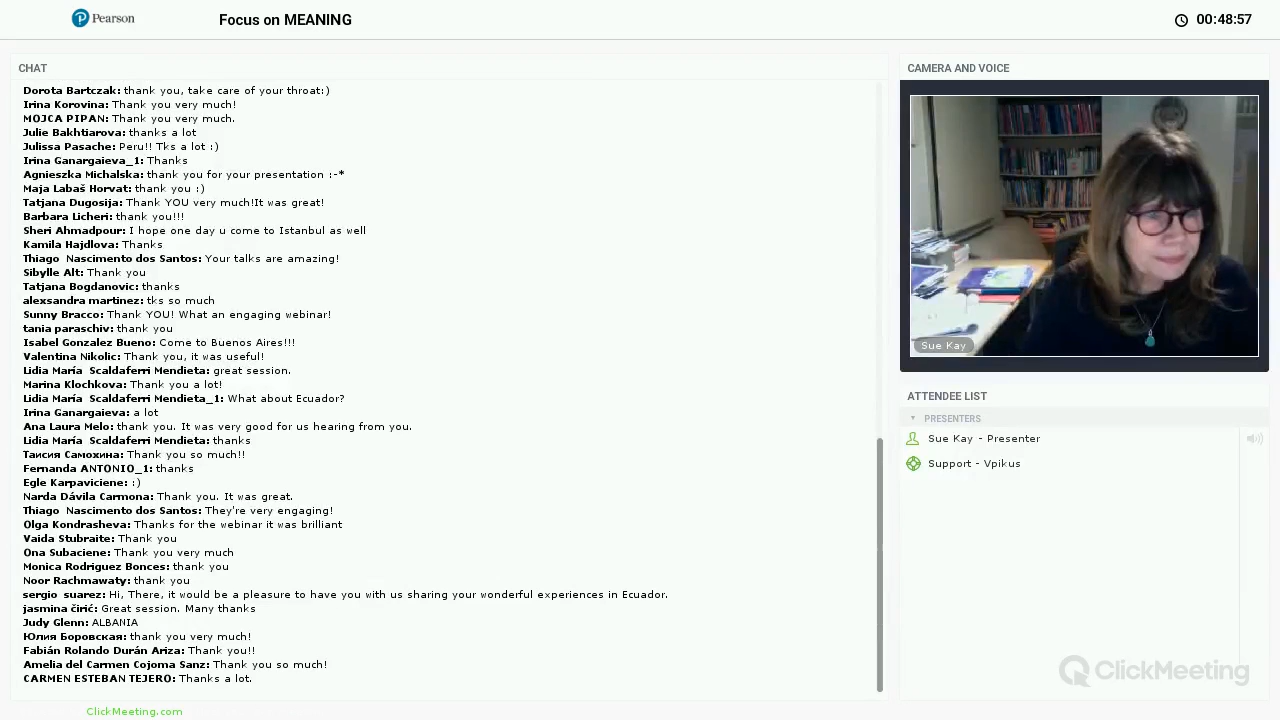 Pearson
Focus on MEANING
00:48:57
CHAT
Dorota Bartczak: thank you, take care of your throat:)
Irina Korovina: Thank you very much!
MOJCA PIPAN: Thank you very much.
Julie Bakhtiarova: thanks a lot
Julissa Pasache: Peru!! Tks a lot :)
Irina Ganargaieva_1: Thanks
Agnieszka Michalska: thank you for your presentation :-*
Maja Labaš Horvat: thank you :)
Tatjana Dugosija: Thank YOU very much!It was great!
Barbara Licheri: thank you!!!
Sheri Ahmadpour: I hope one day u come to Istanbul as well
Kamila Hajdlova: Thanks
Thiago Nascimento dos Santos: Your talks are amazing!
Sibylle Alt: Thank you
Tatjana Bogdanovic: thanks
alexsandra martinez: tks so much
Sunny Bracco: Thank YOU! What an engaging webinar!
tania paraschiv: thank you
Isabel Gonzalez Bueno: Come to Buenos Aires!!!
Valentina Nikolic: Thank you, it was useful!
Lidia María Scaldaferri Mendieta: great session.
Marina Klochkova: Thank you a lot!
Lidia María Scaldaferri Mendieta_1: What about Ecuador?
Irina Ganargaieva: a lot
Ana Laura Melo: thank you. It was very good for us hearing from you.
Lidia María Scaldaferri Mendieta: thanks
Таисия Самохина: Thank you so much!!
Fernanda ANTONIO_1: thanks
Egle Karpaviciene: :)
Narda Dávila Carmona: Thank you. It was great.
Thiago Nascimento dos Santos: They're very engaging!
Olga Kondrasheva: Thanks for the webinar it was brilliant
Vaida Stubraite: Thank you
Ona Subaciene: Thank you very much
Monica Rodriguez Bonces: thank you
Noor Rachmawaty: thank you
sergio suarez: Hi, There, it would be a pleasure to have you with us sharing your wonderful experiences in Ecuador.
jasmina čirić: Great session. Many thanks
Judy Glenn: ALBANIA
Юлия Боровская: thank you very much!
Fabián Rolando Durán Ariza: Thank you!!
Amelia del Carmen Cojoma Sanz: Thank you so much!
CARMEN ESTEBAN TEJERO: Thanks a lot.
CAMERA AND VOICE
Sue Kay
ATTENDEE LIST
PRESENTERS
Sue Kay - Presenter
Support - Vpikus
ClickMeeting
ClickMeeting.com